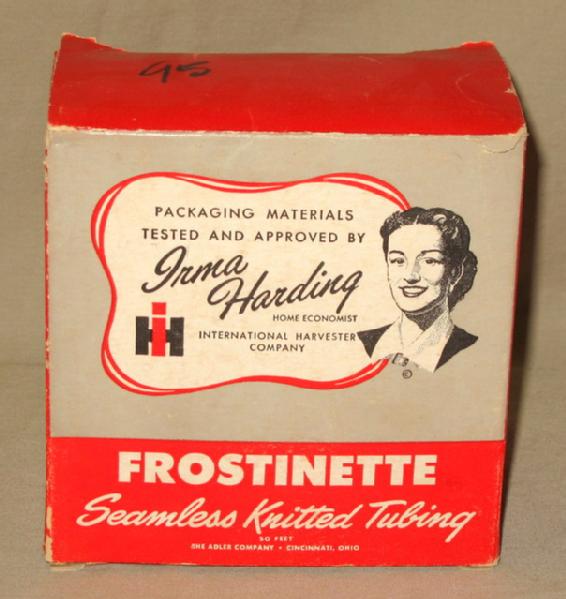 95
PACKAGING MATERIALS
TESTED AND APPROVED BY
Irma
Harding
HOME ECONOMIST
IH
INTERNATIONAL HARVESTER
COMPANY
©
FROSTINETTE
Seamless Knitted Tubing
50 FEET
THE ADLER COMPANY • CINCINNATI, OHIO